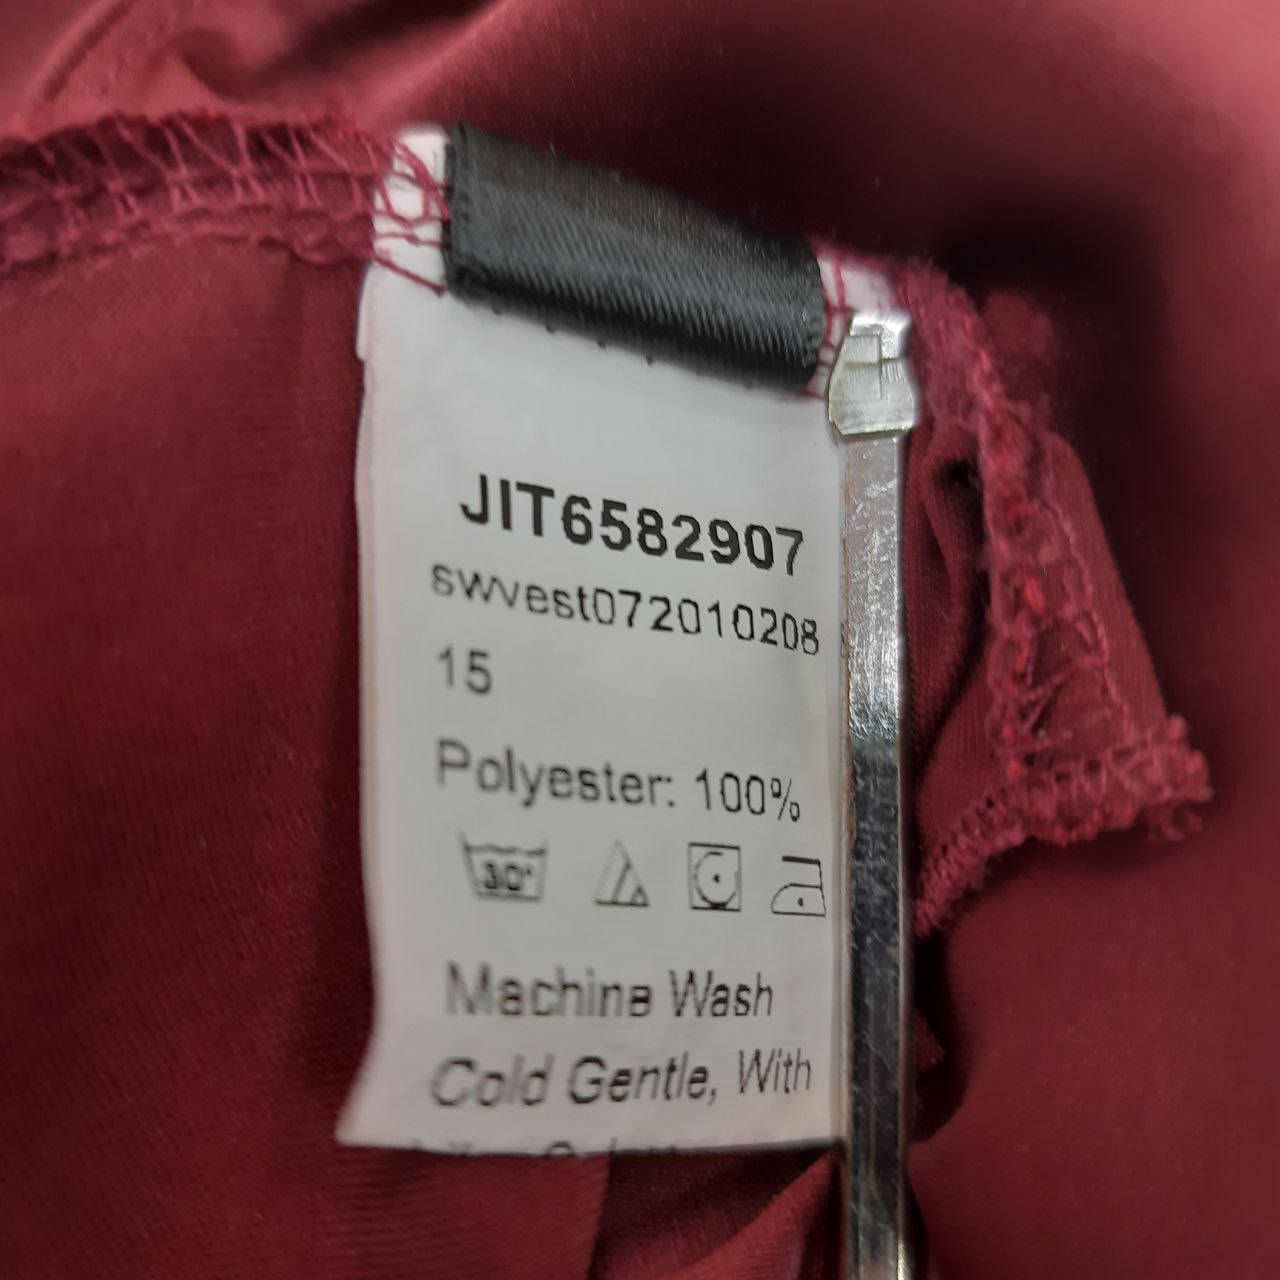 JIT6582907
swvest072010208
15
Polyester: 100%
30°
Machine Wash
Cold Gentle, With